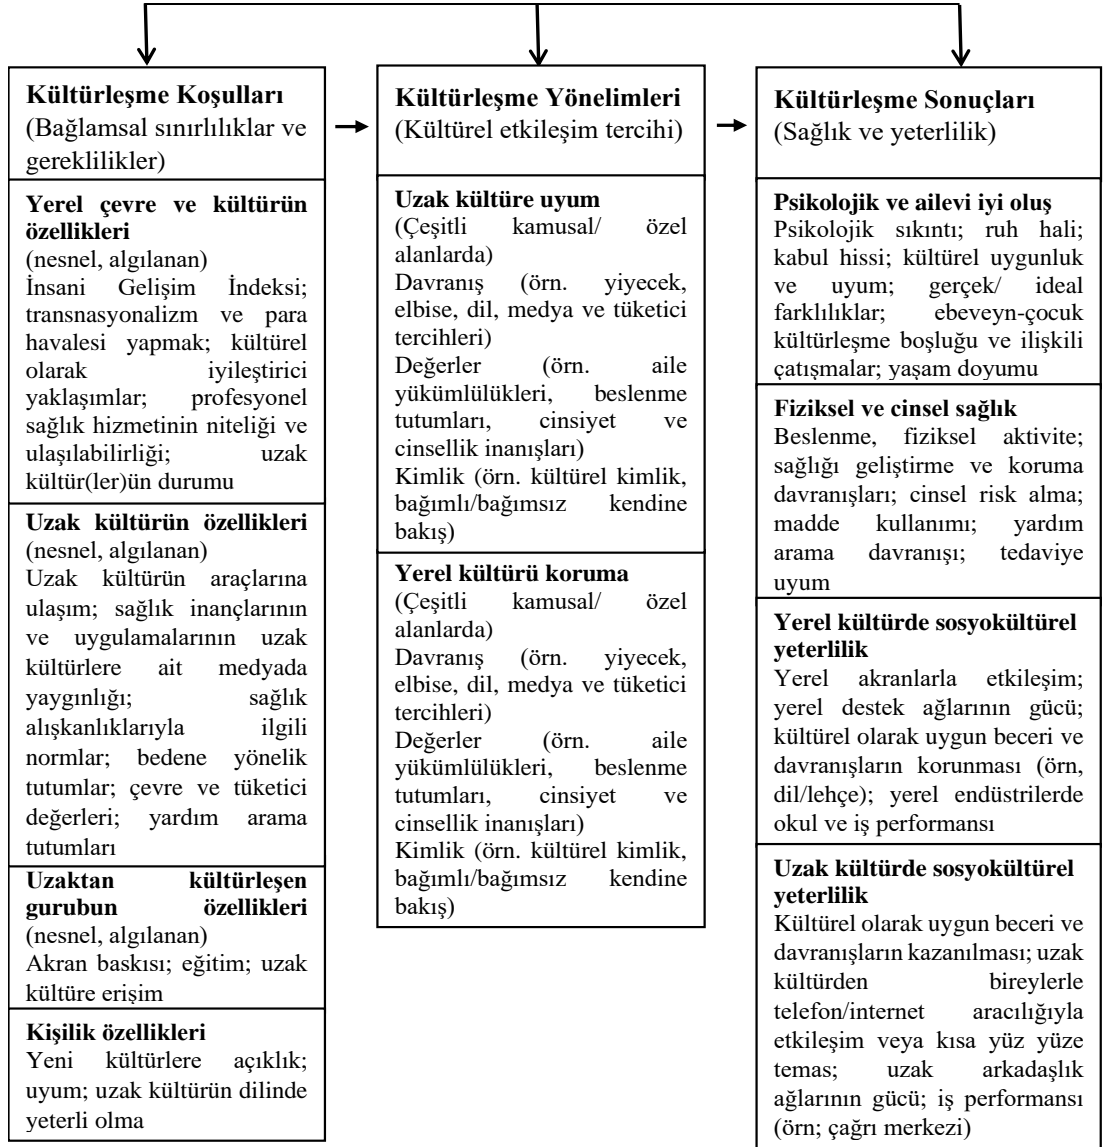 Kültürleşme Koşulları
(Bağlamsal sınırlılıklar ve
gereklilikler)
Yerel çevre ve kültürün
özellikleri
(nesnel, algılanan)
İnsani Gelişim İndeksi;
transnasyonalizm ve para
havalesi yapmak; kültürel
olarak iyileştirici
yaklaşımlar; profesyonel
sağlık hizmetinin niteliği ve
ulaşılabilirliği; uzak
kültür(ler)ün durumu
Uzak kültürün özellikleri
(nesnel, algılanan)
Uzak kültürün araçlarına
ulaşım; sağlık inançlarının
ve uygulamalarının uzak
kültürlere ait medyada
yaygınlığı; sağlık
alışkanlıklarıyla ilgili
normlar; bedene yönelik
tutumlar; çevre ve tüketici
değerleri; yardım arama
tutumları
Uzaktan kültürleşen
gurubun özellikleri
(nesnel, algılanan)
Akran baskısı; eğitim; uzak
kültüre erişim
Kişilik özellikleri
Yeni kültürlere açıklık;
uyum; uzak kültürün dilinde
yeterli olma
Kültürleşme Yönelimleri
(Kültürel etkileşim tercihi)
Uzak kültüre uyum
(Çeşitli kamusal/ özel
alanlarda)
Davranış (örn. yiyecek,
elbise, dil, medya ve tüketici
tercihleri)
Değerler (örn. aile
yükümlülükleri, beslenme
tutumları, cinsiyet ve
cinsellik inanışları)
Kimlik (örn. kültürel kimlik,
bağımlı/bağımsız kendine
bakış)
Yerel kültürü koruma
(Çeşitli kamusal/ özel
alanlarda)
Davranış (örn. yiyecek,
elbise, dil, medya ve tüketici
tercihleri)
Değerler (örn. aile
yükümlülükleri, beslenme
tutumları, cinsiyet ve
cinsellik inanışları)
Kimlik (örn. kültürel kimlik,
bağımlı/bağımsız kendine
bakış)
Kültürleşme Sonuçları
(Sağlık ve yeterlilik)
Psikolojik ve ailevi iyi oluş
Psikolojik sıkıntı; ruh hali;
kabul hissi; kültürel uygunluk
ve uyum; gerçek/ ideal
farklılıklar; ebeveyn-çocuk
kültürleşme boşluğu ve ilişkili
çatışmalar; yaşam doyumu
Fiziksel ve cinsel sağlık
Beslenme, fiziksel aktivite;
sağlığı geliştirme ve koruma
davranışları; cinsel risk alma;
madde kullanımı; yardım
arama davranışı; tedaviye
uyum
Yerel kültürde sosyokültürel
yeterlilik
Yerel akranlarla etkileşim;
yerel destek ağlarının gücü;
kültürel olarak uygun beceri ve
davranışların korunması (örn,
dil/lehçe); yerel endüstrilerde
okul ve iş performansı
Uzak kültürde sosyokültürel
yeterlilik
Kültürel olarak uygun beceri ve
davranışların kazanılması; uzak
kültürden bireylerle
telefon/internet aracılığıyla
etkileşim veya kısa yüz yüze
temas; uzak arkadaşlık
ağlarının gücü; iş performansı
(örn; çağrı merkezi)